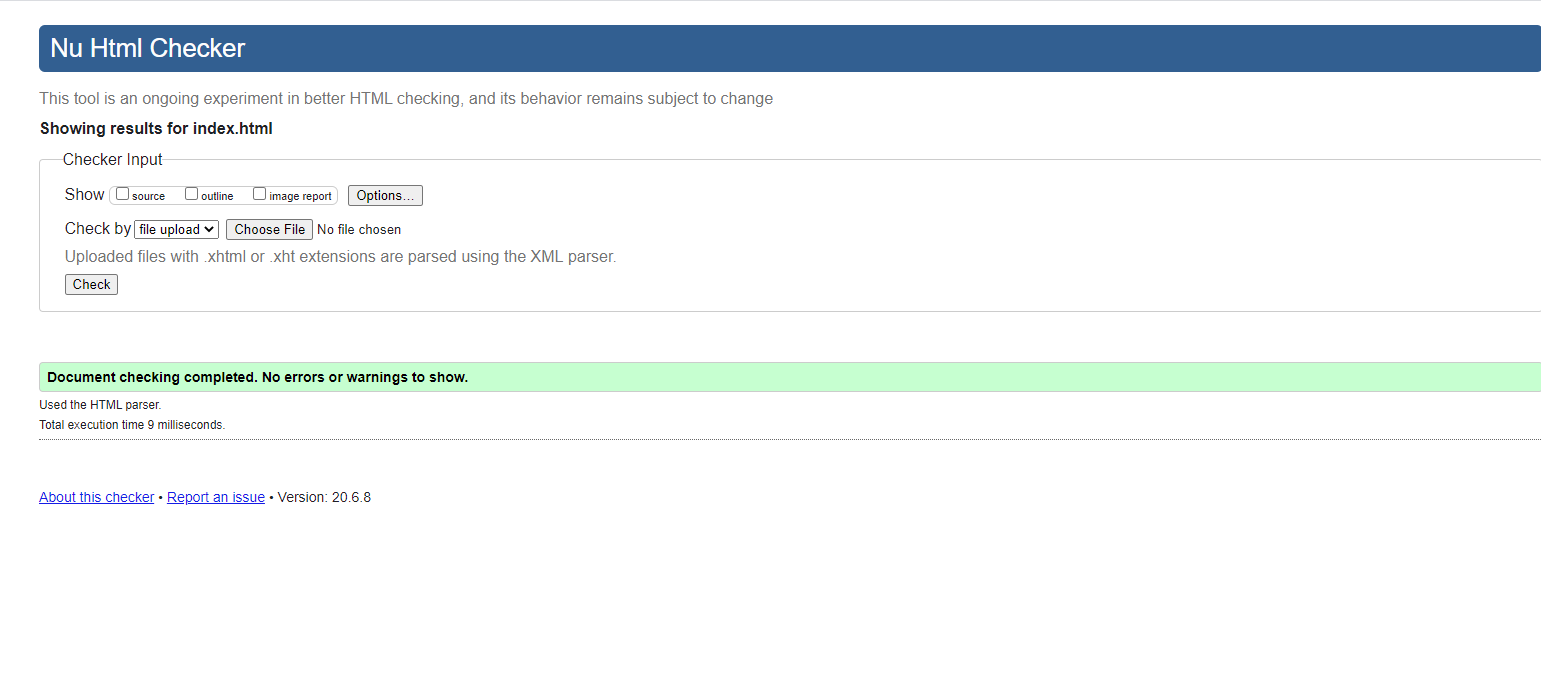 Nu Html Checker
This tool is an ongoing experiment in better HTML checking, and its behavior remains subject to change
Showing results for index.html
Checker Input
Show source outline image report Options...
Check by file upload Choose File No file chosen
Uploaded files with .xhtml or .xht extensions are parsed using the XML parser.
Check
Document checking completed. No errors or warnings to show.
Used the HTML parser.
Total execution time 9 milliseconds.
About this checker • Report an issue • Version: 20.6.8